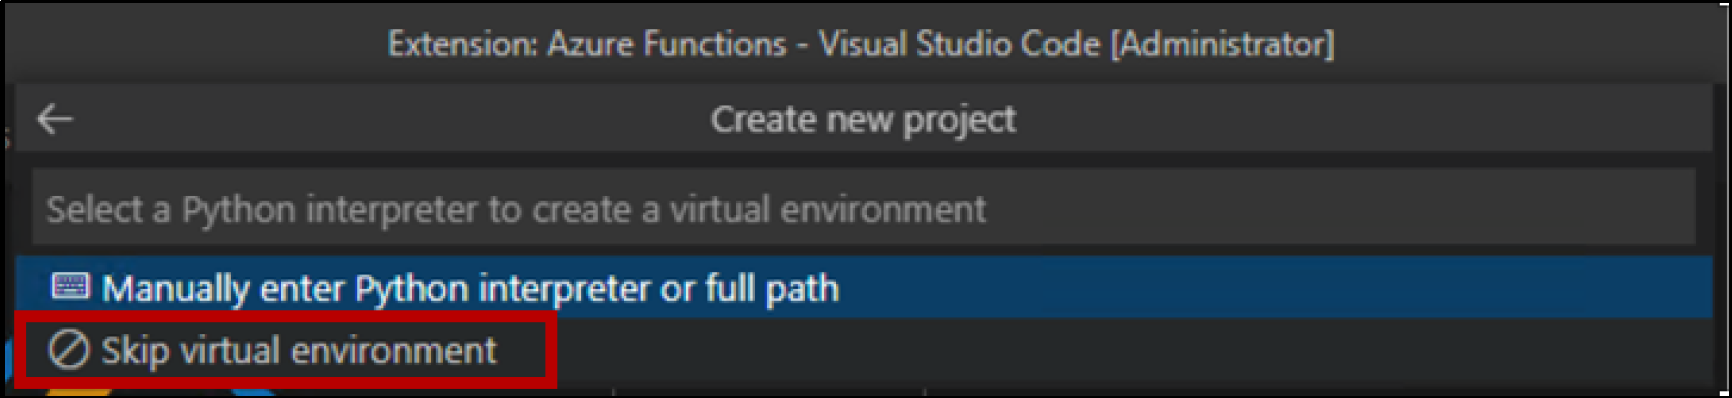 Extension: Azure Functions - Visual Studio Code [Administrator]
Create new project
Select a Python interpreter to create a virtual environment
Manually enter Python interpreter or full path
Skip virtual environment